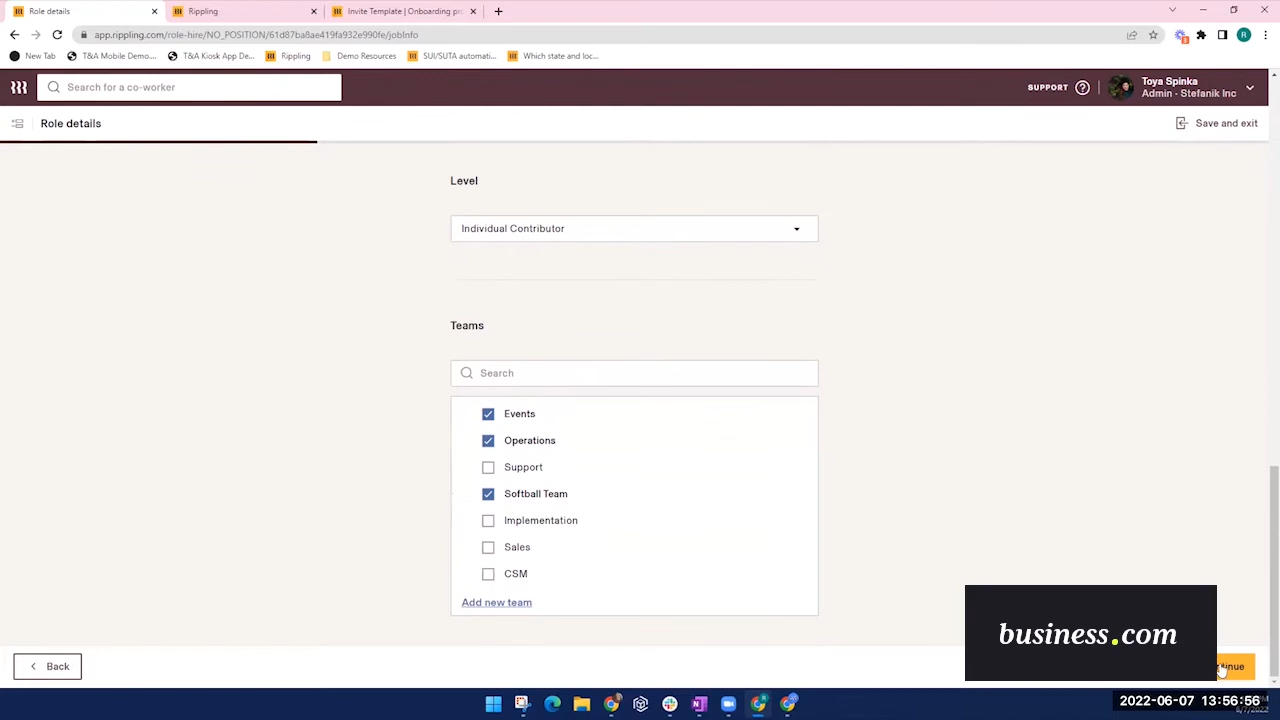 Role details
Rippling
Invite Template | Onboarding pr
app.rippling.com/role-hire/NO_POSITION/61d87ba8ae419fa932e990fe/jobInfo
R
New Tab
T&A Mobile Demo...
T&A Kiosk App De...
Rippling
Demo Resources
SUI/SUTA automati...
Which state and loc...
Search for a co-worker
SUPPORT
Toya Spinka
Admin - Stefanik Inc
Role details
Save and exit
Level
Individual Contributor
Teams
Search
Events
Operations
Support
Softball Team
Implementation
Sales
CSM
Add new team
business.com
Back
2022-06-07 13:56:56